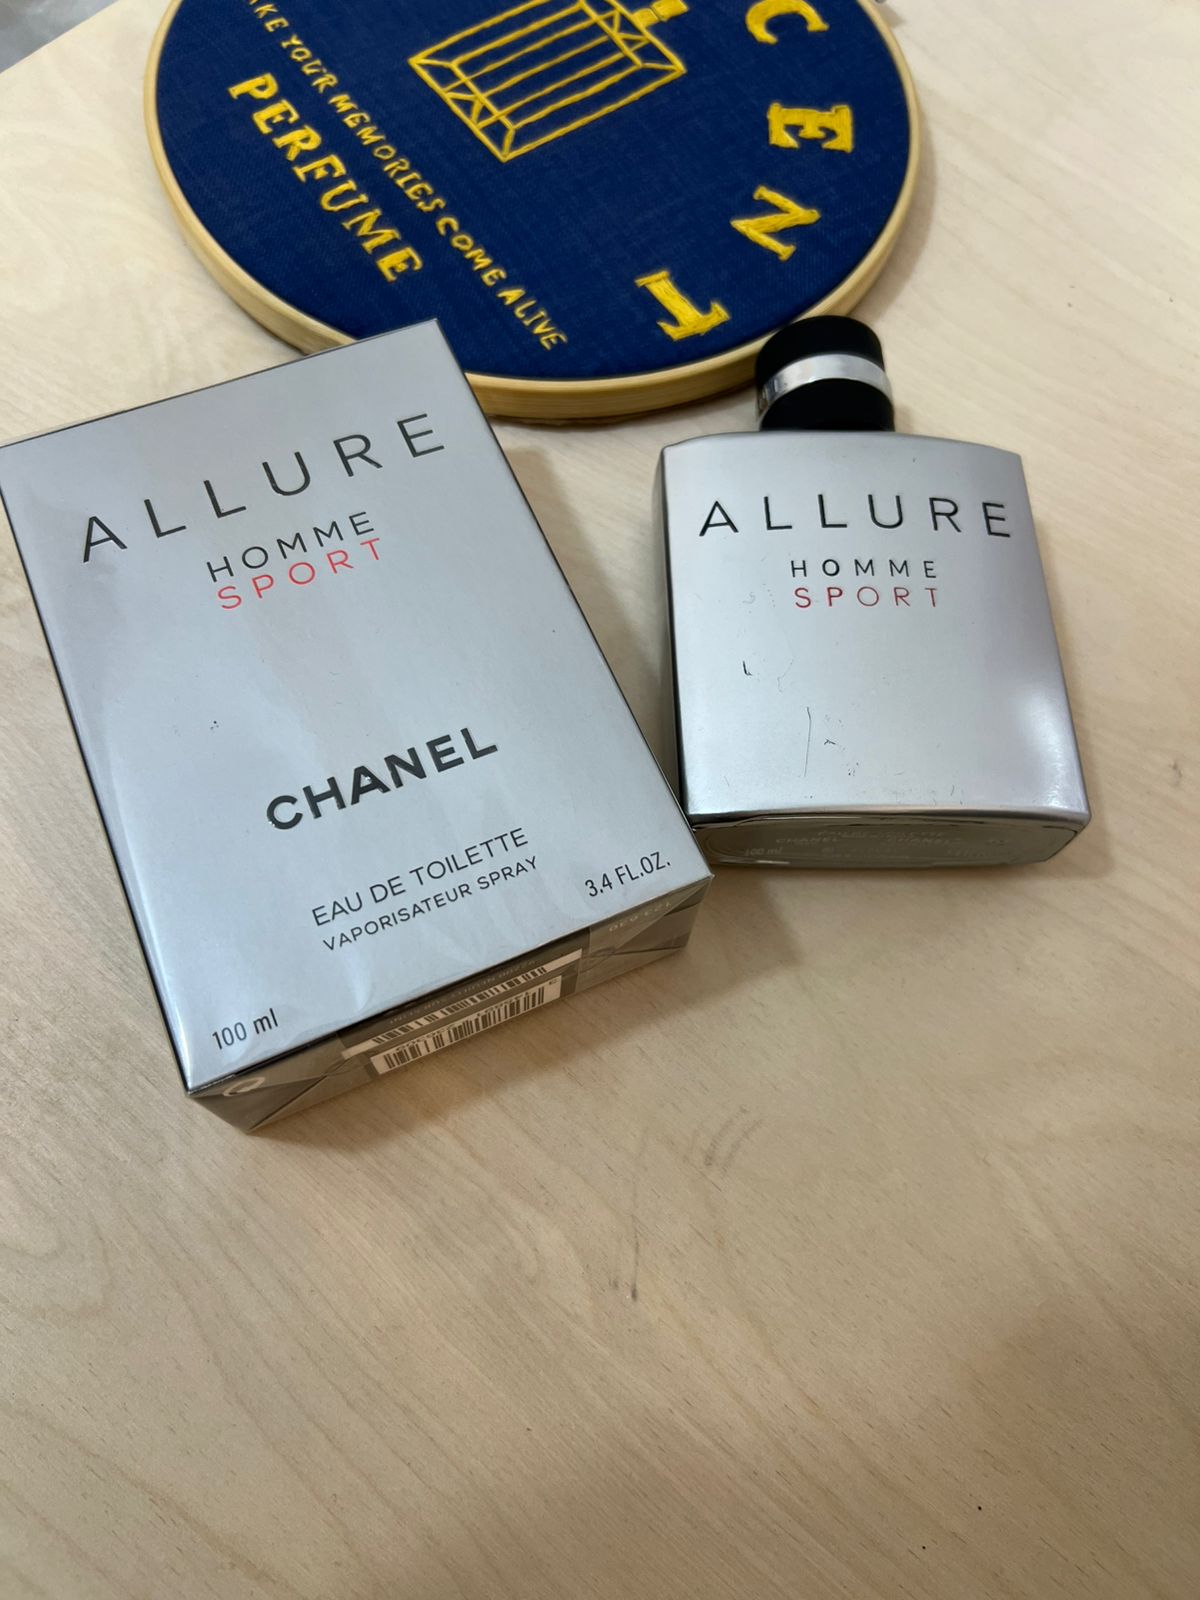 CENT
MAKE YOUR MEMORIES COME ALIVE
PERFUME
ALLURE
HOMME
SPORT
CHANEL
EAU DE TOILETTE
VAPORISATEUR SPRAY
3.4 FL.OZ.
100 ml
ALLURE
HOMME
SPORT
CHANEL CHANEL
100 ml